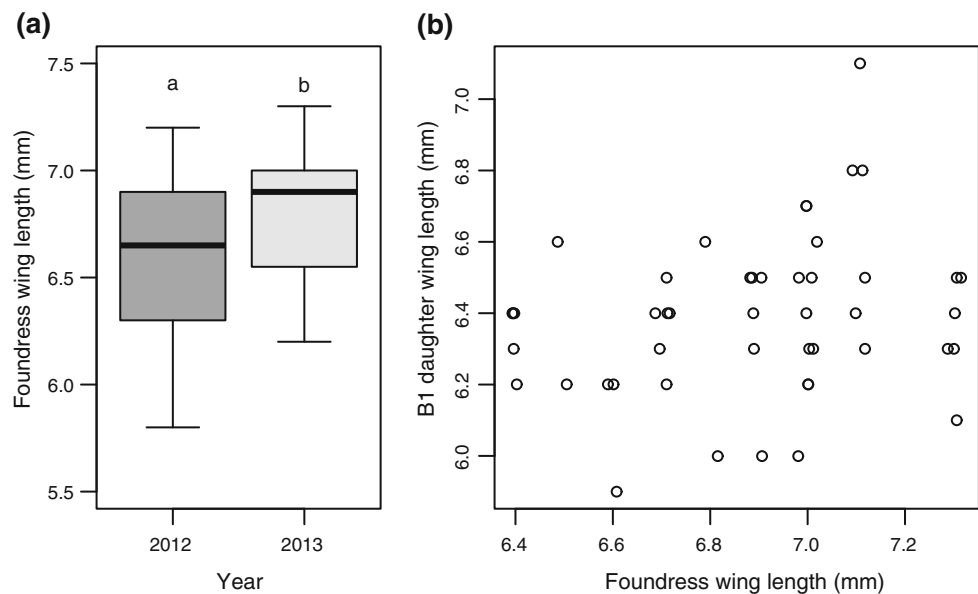 (a)
7.5
7.0
6.5
6.0
5.5
Foundress wing length (mm)
a
b
2012
2013
Year
(b)
7.0
6.8
6.6
6.4
6.2
6.0
B1 daughter wing length (mm)
6.4
6.6
6.8
7.0
7.2
Foundress wing length (mm)